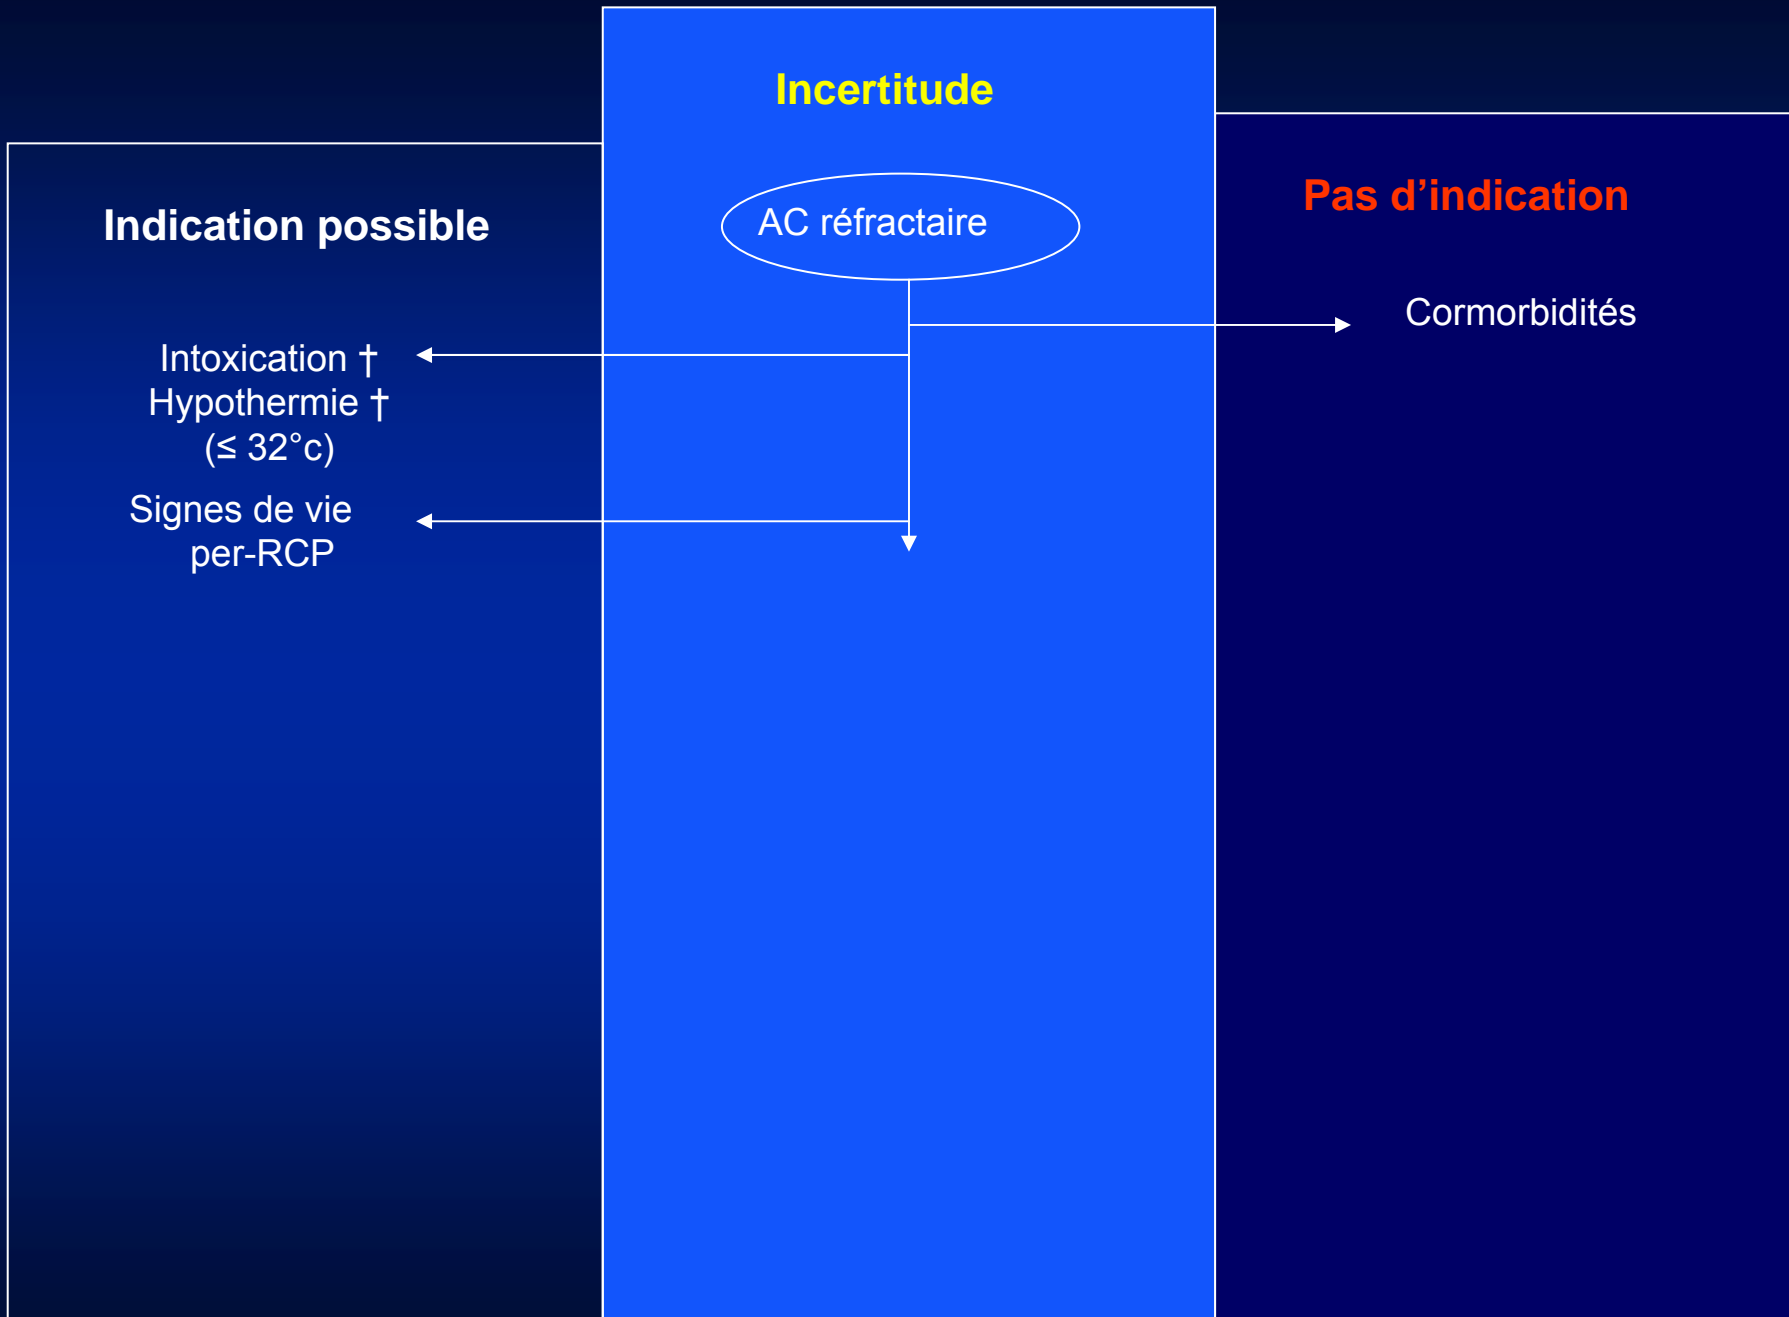 Incertitude
Pas d’indication
Indication possible
AC réfractaire
Cormorbidités
Intoxication †
Hypothermie †
(≤ 32°c)
Signes de vie
per-RCP